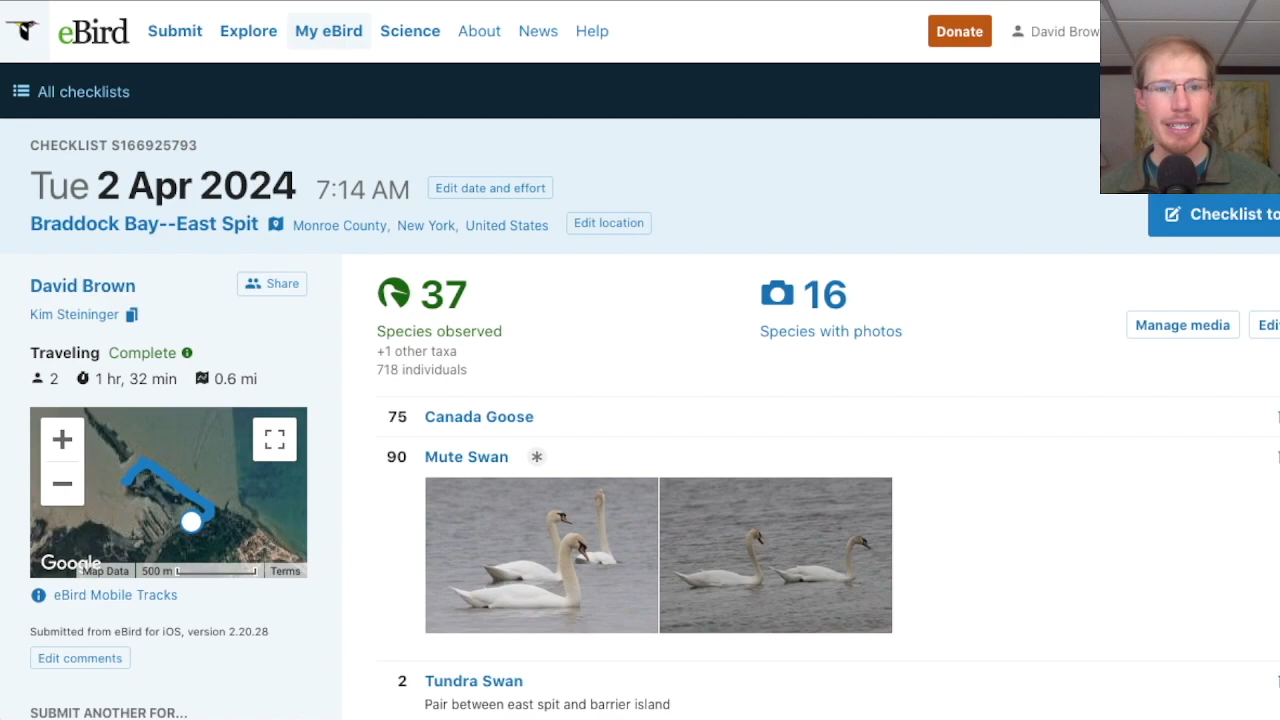 eBird Submit Explore My eBird Science About News Help Donate David Brow
All checklists
CHECKLIST S166925793
Tue 2 Apr 2024 7:14 AM Edit date and effort
Braddock Bay--East Spit Monroe County, New York, United States Edit location
Checklist to
David Brown Share
Kim Steininger
Traveling Complete
2 1 hr, 32 min 0.6 mi
Google Map Data 500 m Terms
eBird Mobile Tracks
Submitted from eBird for iOS, version 2.20.28
Edit comments
SUBMIT ANOTHER FOR...
37
Species observed
+1 other taxa
718 individuals
16
Species with photos
Manage media Edi
75 Canada Goose
90 Mute Swan *
2 Tundra Swan
Pair between east spit and barrier island